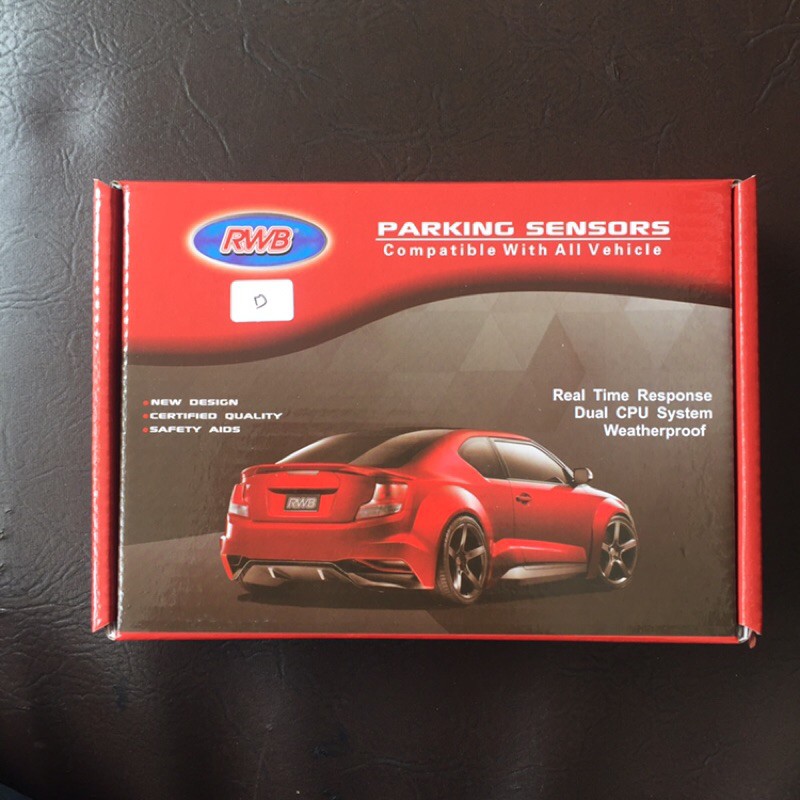 RWB
PARKING SENSORS
Compatible With All Vehicle
D
NEW DESIGN
CERTIFIED QUALITY
SAFETY AIDS
Real Time Response
Dual CPU System
Weatherproof
RWB